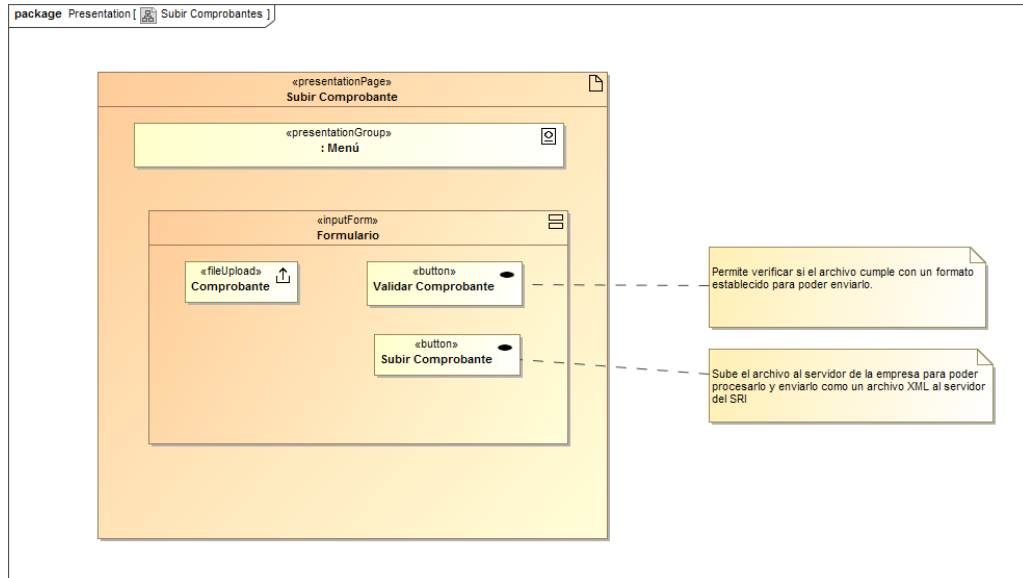 package Presentation [ Subir Comprobantes ]
«presentationPage»
Subir Comprobante
«presentationGroup»
: Menú
«inputForm»
Formulario
«fileUpload»
Comprobante
«button»
Validar Comprobante
«button»
Subir Comprobante
Permite verificar si el archivo cumple con un formato
establecido para poder enviarlo.
Sube el archivo al servidor de la empresa para poder
procesarlo y enviarlo como un archivo XML al servidor
del SRI